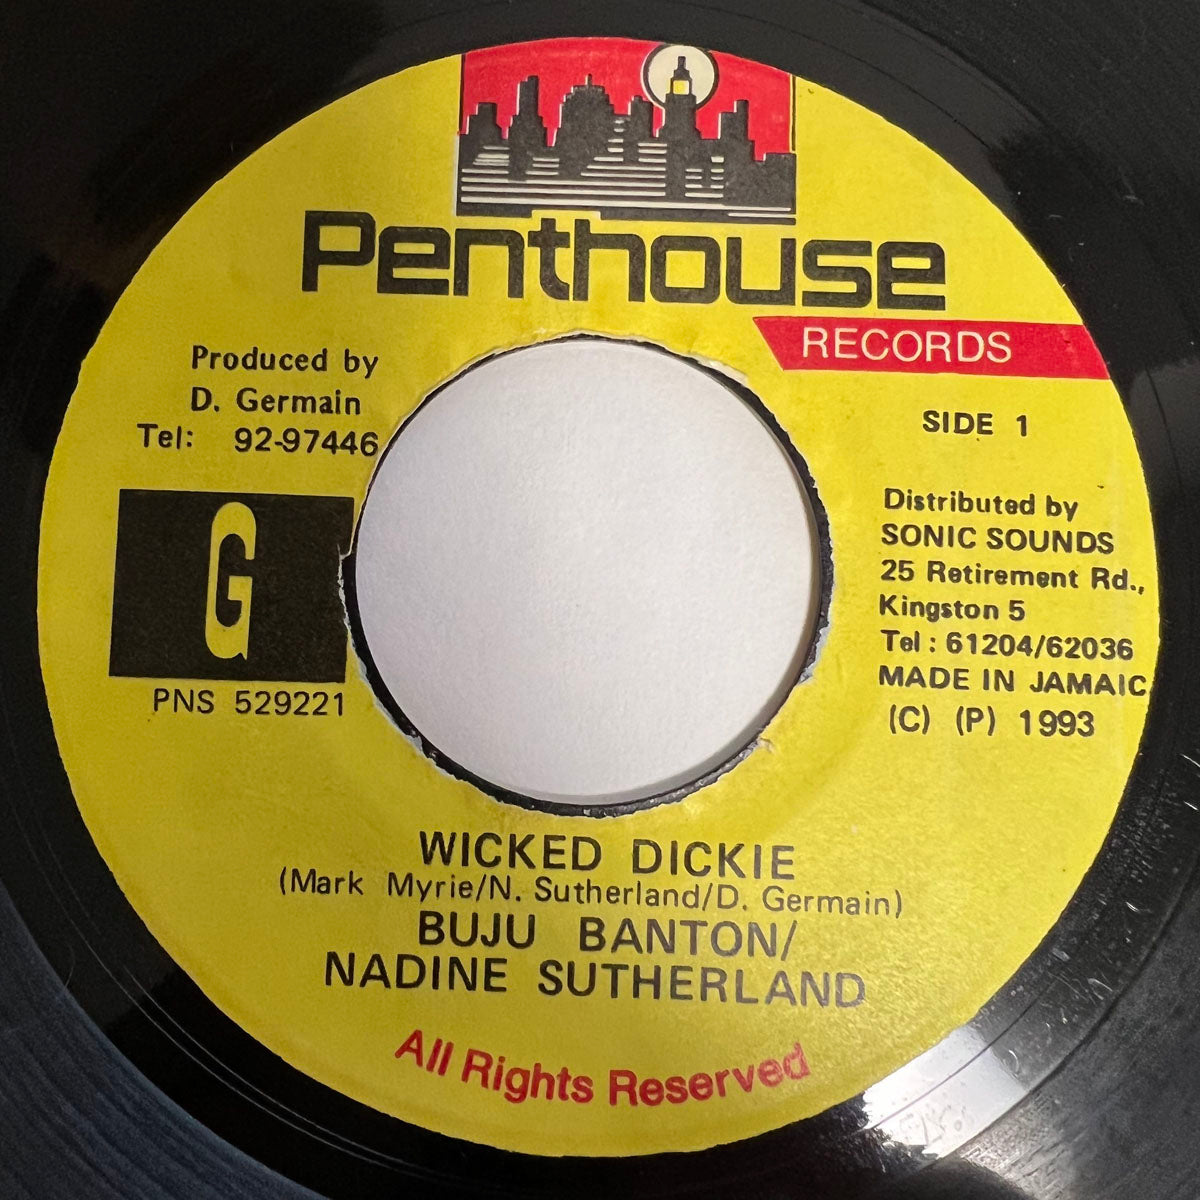 Penthouse
RECORDS
Produced by
D. Germain
Tel: 92-97446
G
PNS 529221
SIDE 1
Distributed by
SONIC SOUNDS
25 Retirement Rd.,
Kingston 5
Tel : 61204/62036
MADE IN JAMAIC
(C) (P) 1993
WICKED DICKIE
(Mark Myrie/N. Sutherland/D. Germain)
BUJU BANTON/
NADINE SUTHERLAND
All Rights Reserved